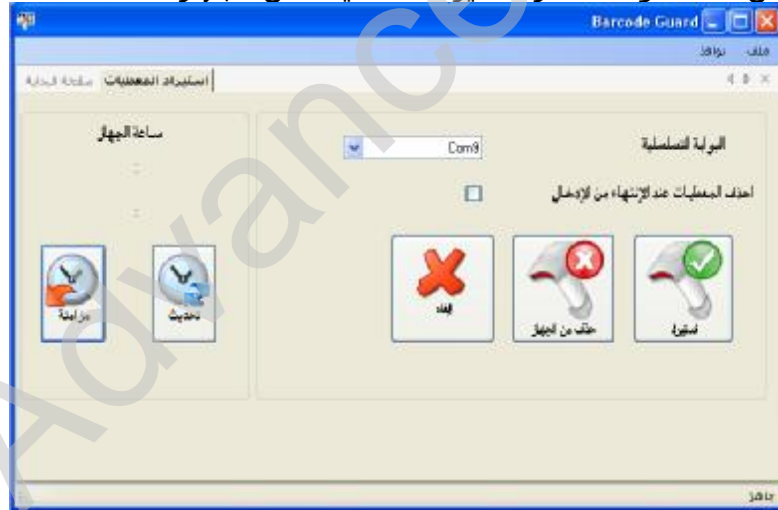 Barcode Guard
ملف نوافذ
صفحة البداية استيراد المعطيات
البوابة التسلسلية
Com9
احذف المعطيات عند الإنتهاء من الإدخال
استيراد
حذف من الجهاز
إلغاء
ساعة الجهاز
:
:
تحديث
مزامنة
جاهز
Advance